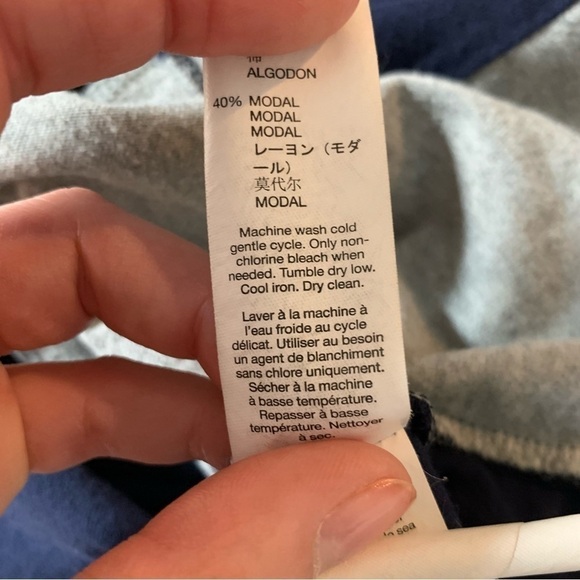 ALGODON
40% MODAL
MODAL
MODAL
レーヨン（モダ
ール）
莫代尔
MODAL
Machine wash cold
gentle cycle. Only non-
chlorine bleach when
needed. Tumble dry low.
Cool iron. Dry clean.
Laver à la machine à
l'eau froide au cycle
délicat. Utiliser au besoin
un agent de blanchiment
sans chlore uniquement.
Sécher à la machine
à basse température.
Repasser à basse
température. Nettoyer
à sec.
sea